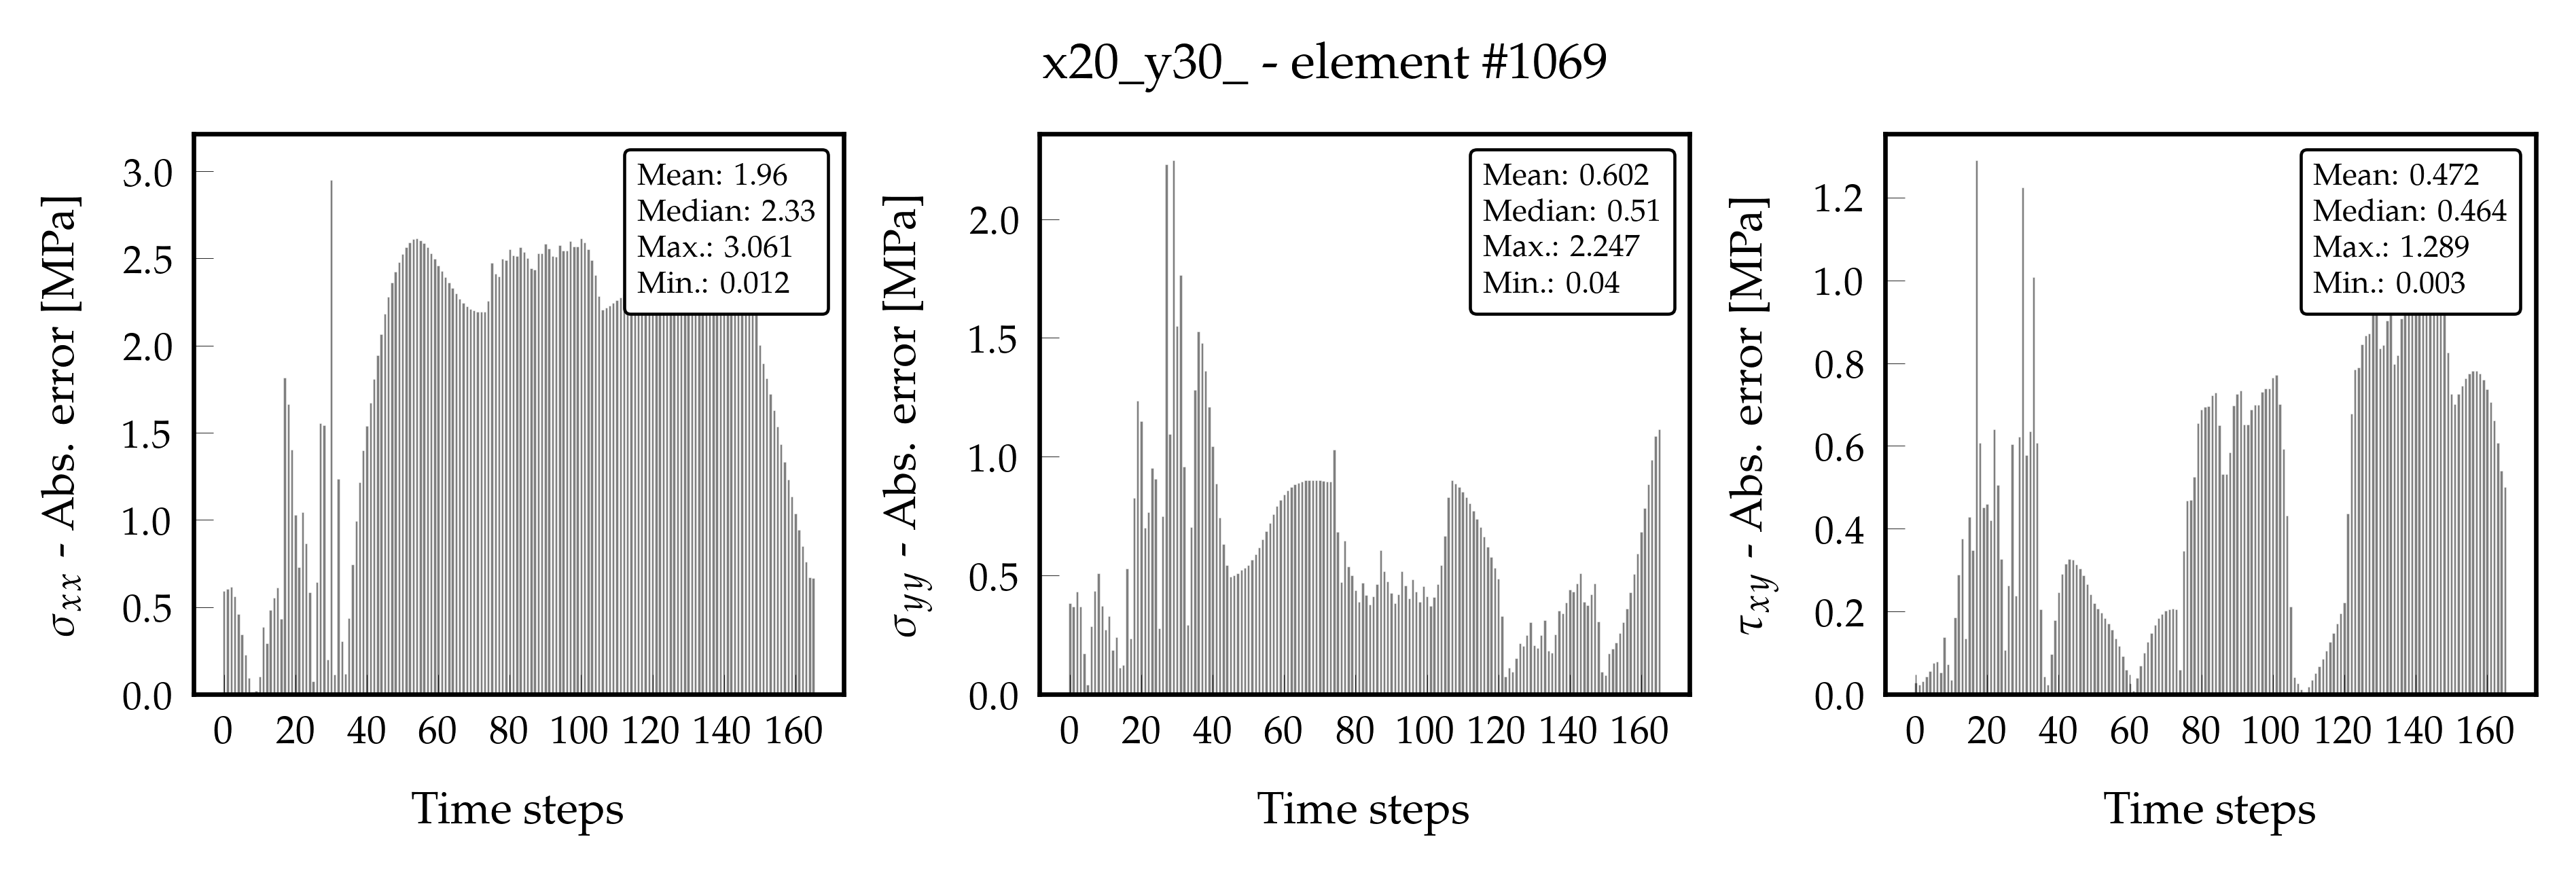 x20_y30_ - element #1069
σxx - Abs. error [MPa]
3.0
2.5
2.0
1.5
1.0
0.5
0.0
Mean: 1.96
Median: 2.33
Max.: 3.061
Min.: 0.012
0 20 40 60 80 100 120 140 160
Time steps
σyy - Abs. error [MPa]
2.0
1.5
1.0
0.5
0.0
Mean: 0.602
Median: 0.51
Max.: 2.247
Min.: 0.04
0 20 40 60 80 100 120 140 160
Time steps
τxy - Abs. error [MPa]
1.2
1.0
0.8
0.6
0.4
0.2
0.0
Mean: 0.472
Median: 0.464
Max.: 1.289
Min.: 0.003
0 20 40 60 80 100 120 140 160
Time steps